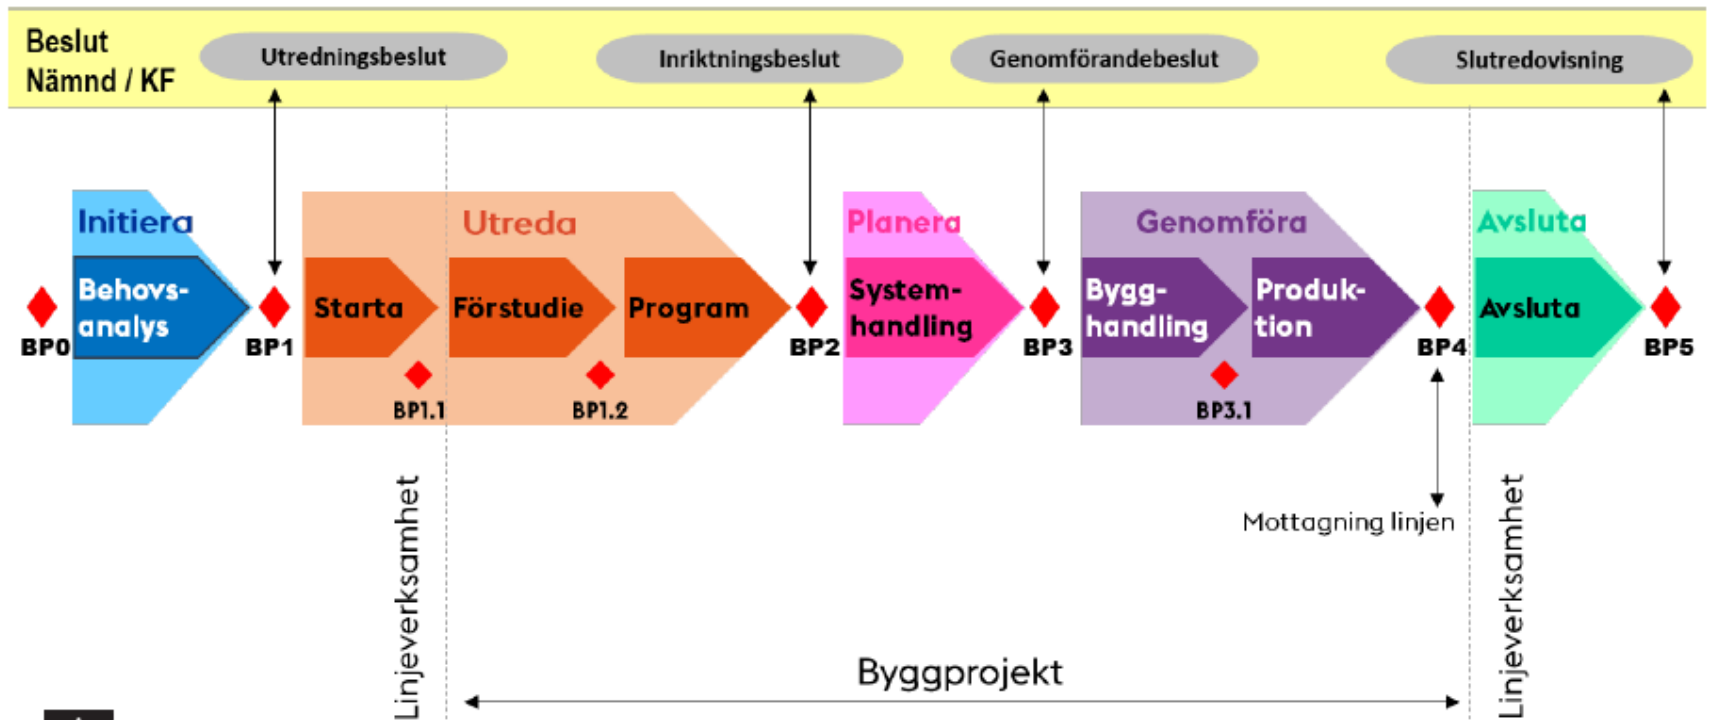 Beslut
Nämnd / KF
Utredningsbeslut
Inriktningsbeslut
Genomförandebeslut
Slutredovisning
Initiera
Utreda
Planera
Genomföra
Avsluta
Behovs-
analys
Starta
Förstudie
Program
System-
handling
Bygg-
handling
Produk-
tion
Avsluta
BP0
BP1
BP2
BP3
BP4
BP5
BP1.1
BP1.2
BP3.1
Mottagning linjen
Linjeverksamhet
Byggprojekt
Linjeverksamhet